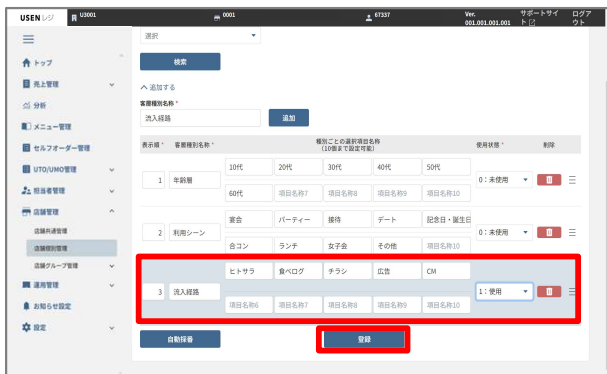 USENレジ U3001 0001 67337 Ver. 001.001.001.001 サポートサイト ログアウト
トップ
売上管理
分析
メニュー管理
セルフオーダー管理
UTO/UMO管理
担当者管理
店舗管理
店舗共通管理
店舗個別管理
店舗グループ管理
運用管理
お知らせ設定
設定
選択
検索
追加する
客層種別名称 *
流入経路 追加
表示順 * 客層種別名称 * 種別ごとの選択項目名称 (10個まで設定可能) 使用状態 * 削除
1 年齢層 10代 20代 30代 40代 50代 0：未使用
60代 項目名称7 項目名称8 項目名称9 項目名称10
2 利用シーン 宴会 パーティー 接待 デート 記念日・誕生日 0：未使用
合コン ランチ 女子会 その他 項目名称10
3 流入経路 ヒトサラ 食べログ チラシ 広告 CM 1：使用
項目名称6 項目名称7 項目名称8 項目名称9 項目名称10
自動採番 登録